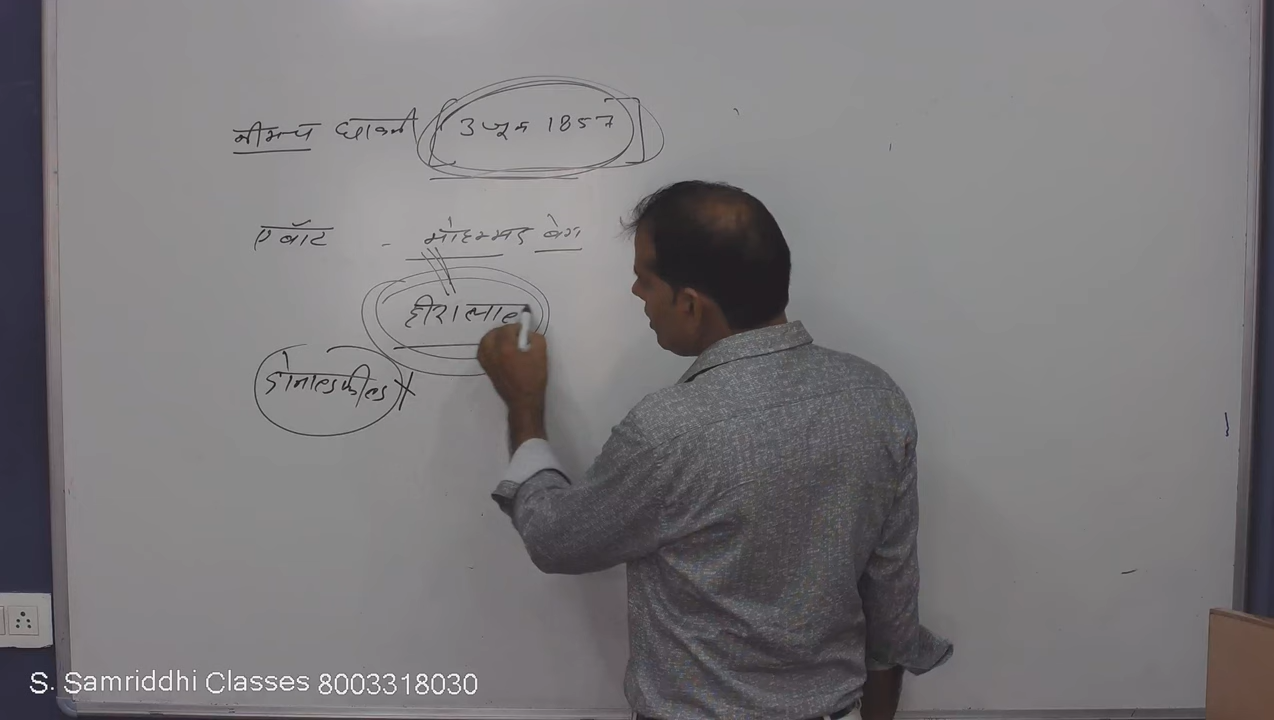 नीमच छावनी [3 जून 1857]
एबॉट - मोहम्मद बेग
हीरालाल
डोनाल्डफील्ड X
S. Samriddhi Classes 8003318030